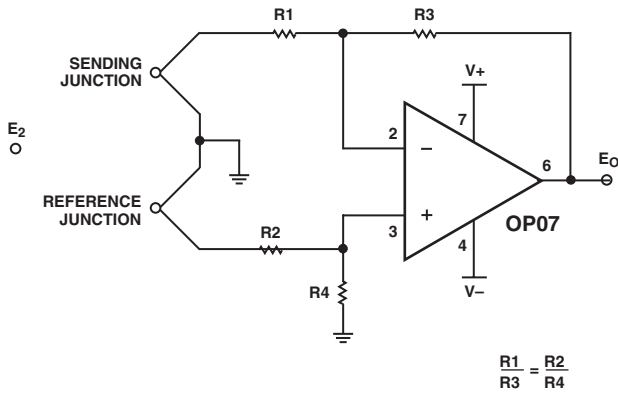 R1
R3
SENDING
JUNCTION
V+
7
E2
2
−
6
EO
REFERENCE
JUNCTION
+
3
OP07
R2
4
R4
V−
R1 = R2
R3 R4